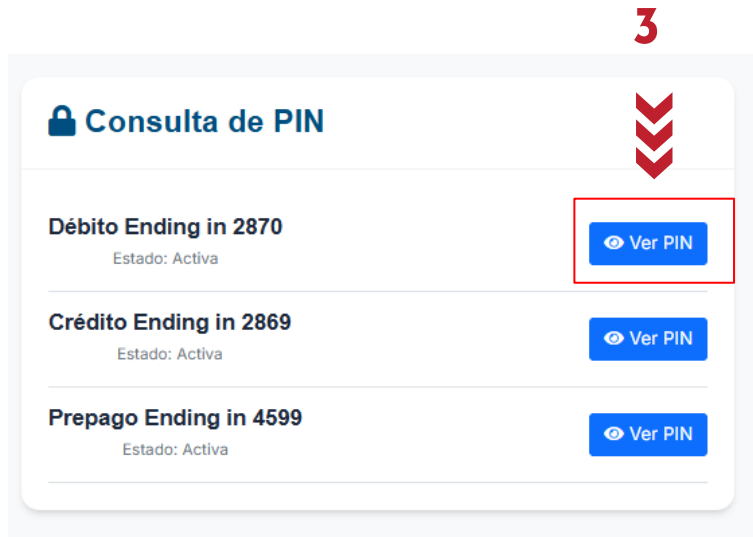 3
Consulta de PIN
Débito Ending in 2870
Estado: Activa
Ver PIN
Crédito Ending in 2869
Estado: Activa
Ver PIN
Prepago Ending in 4599
Estado: Activa
Ver PIN